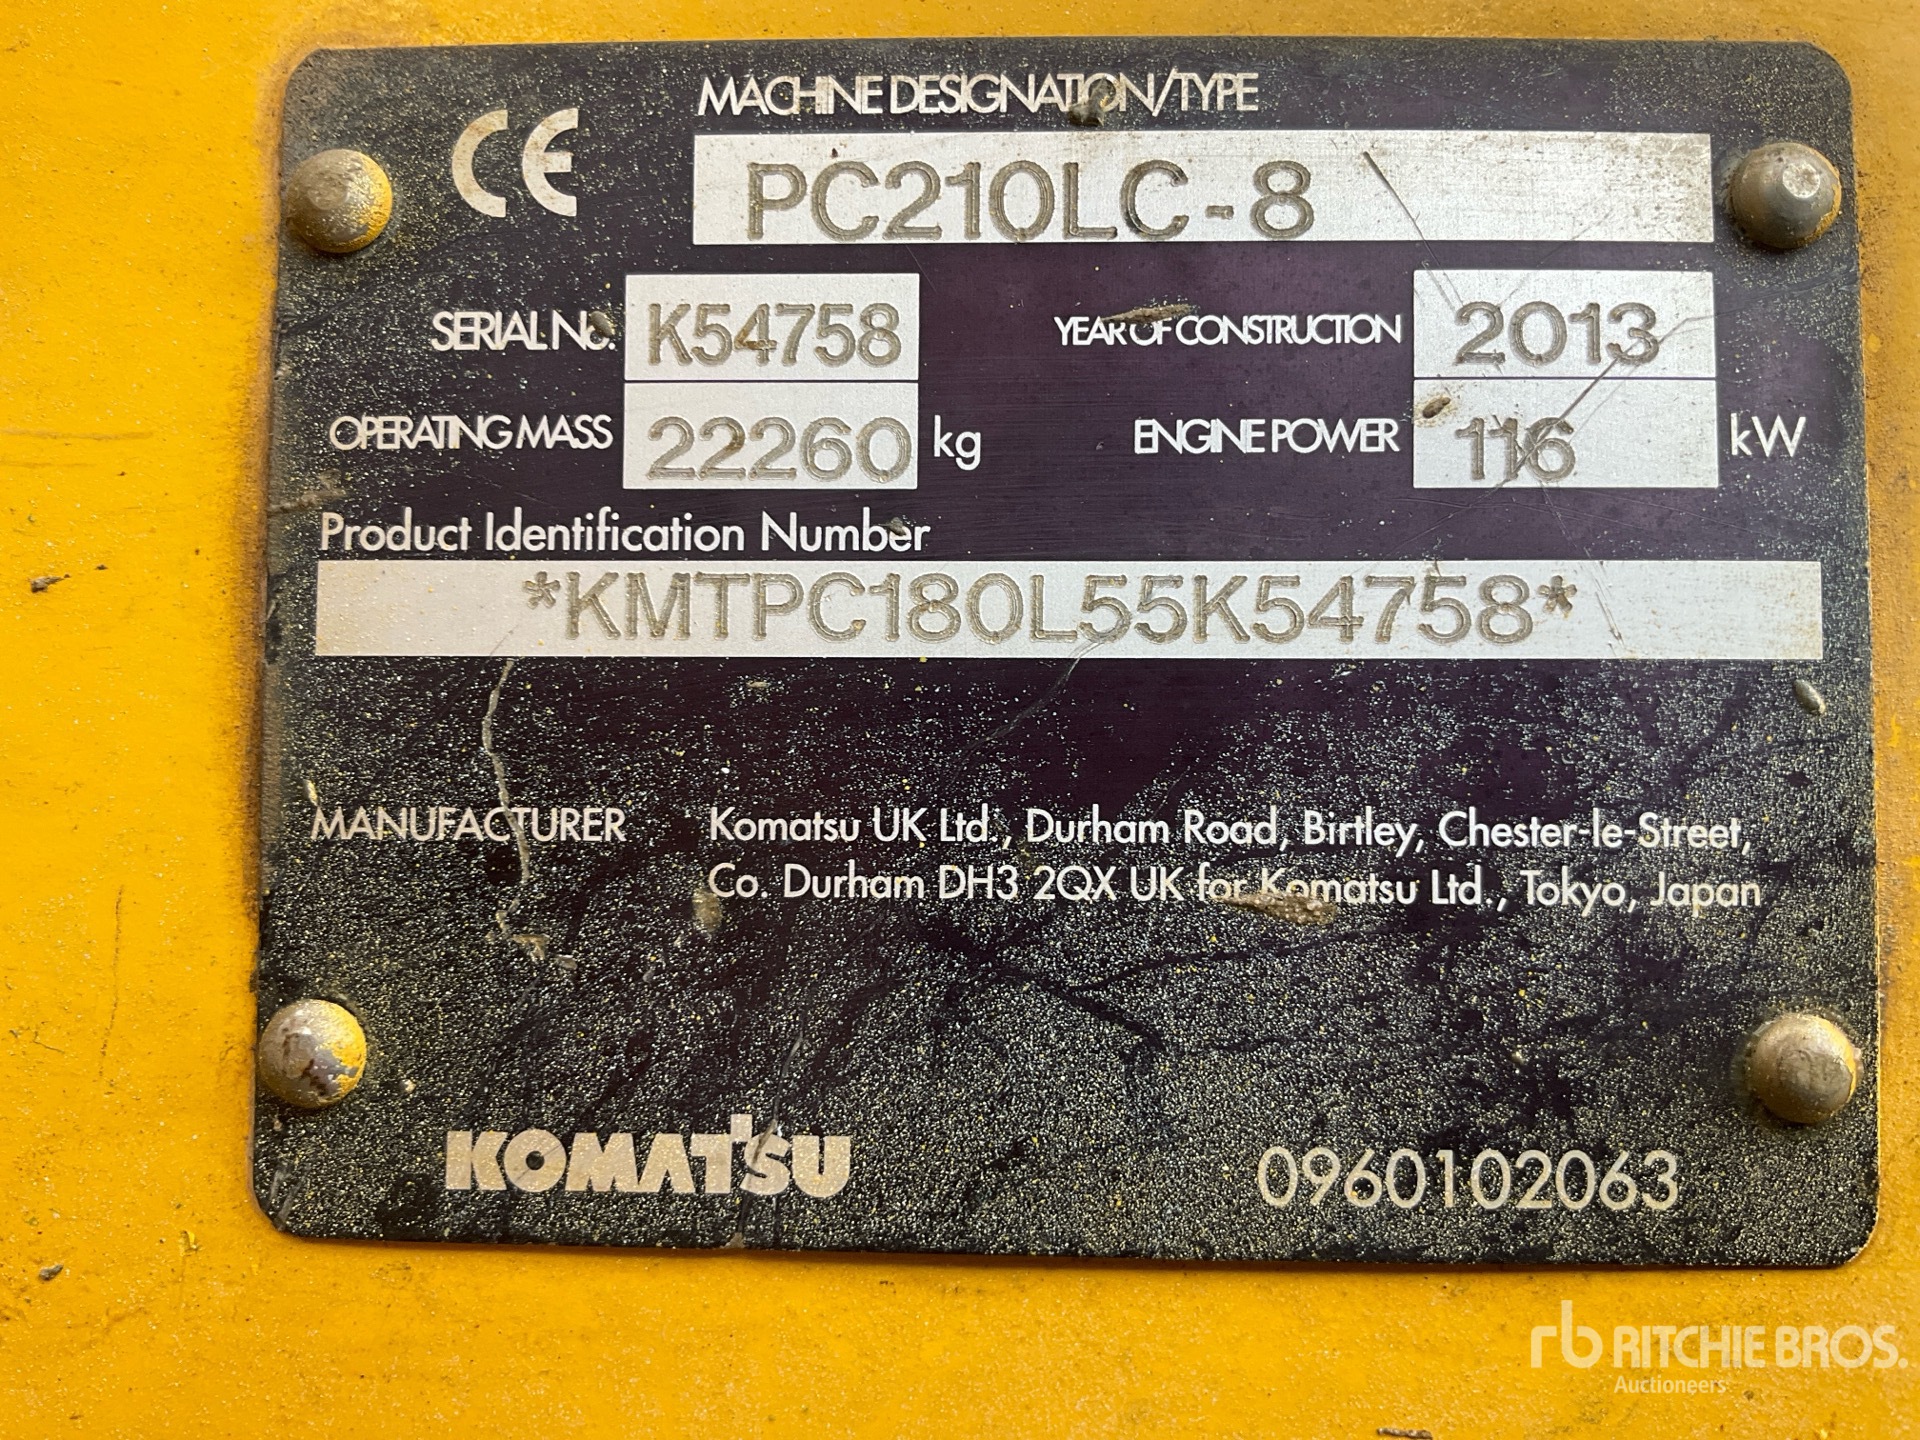 CE
MACHINE DESIGNATION/TYPE
PC210LC-8
SERIAL No. K54758 YEAR OF CONSTRUCTION 2013
OPERATING MASS 22260 kg ENGINE POWER 116 kW
Product Identification Number
*KMTPC180L55K54758*
MANUFACTURER Komatsu UK Ltd., Durham Road, Birtley, Chester-le-Street,
Co. Durham DH3 2QX UK for Komatsu Ltd., Tokyo, Japan
KOMATSU 0960102063
rb RITCHIE BROS.
Auctioneers